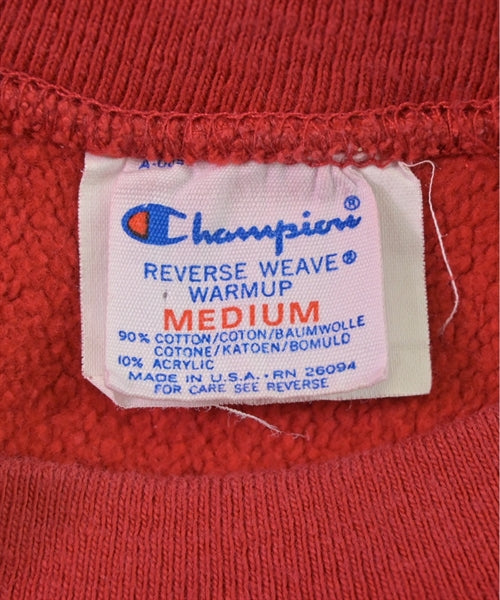 Champion®
REVERSE WEAVE®
WARMUP
MEDIUM
90% COTTON/COTON/BAUMWOLLE
COTONE/KATOEN/BOMULD
10% ACRYLIC
MADE IN U.S.A. • RN 26094
FOR CARE SEE REVERSE